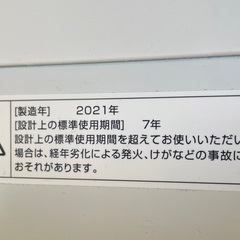 [製造年] 2021年
[設計上の標準使用期間] 7年
設計上の標準使用期間を超えてお使いいただい
場合は、経年劣化による発火、けがなどの事故に
おそれがあります。